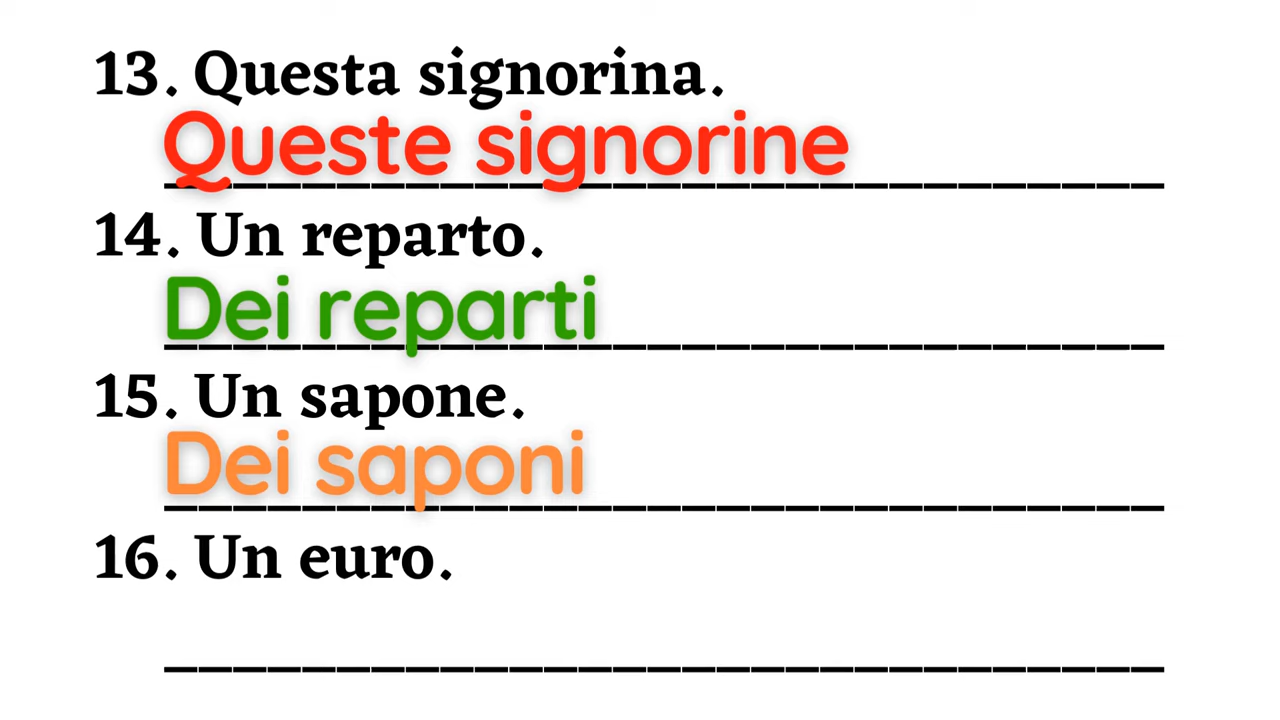 13. Questa signorina.
Queste signorine
14. Un reparto.
Dei reparti
15. Un sapone.
Dei saponi
16. Un euro.